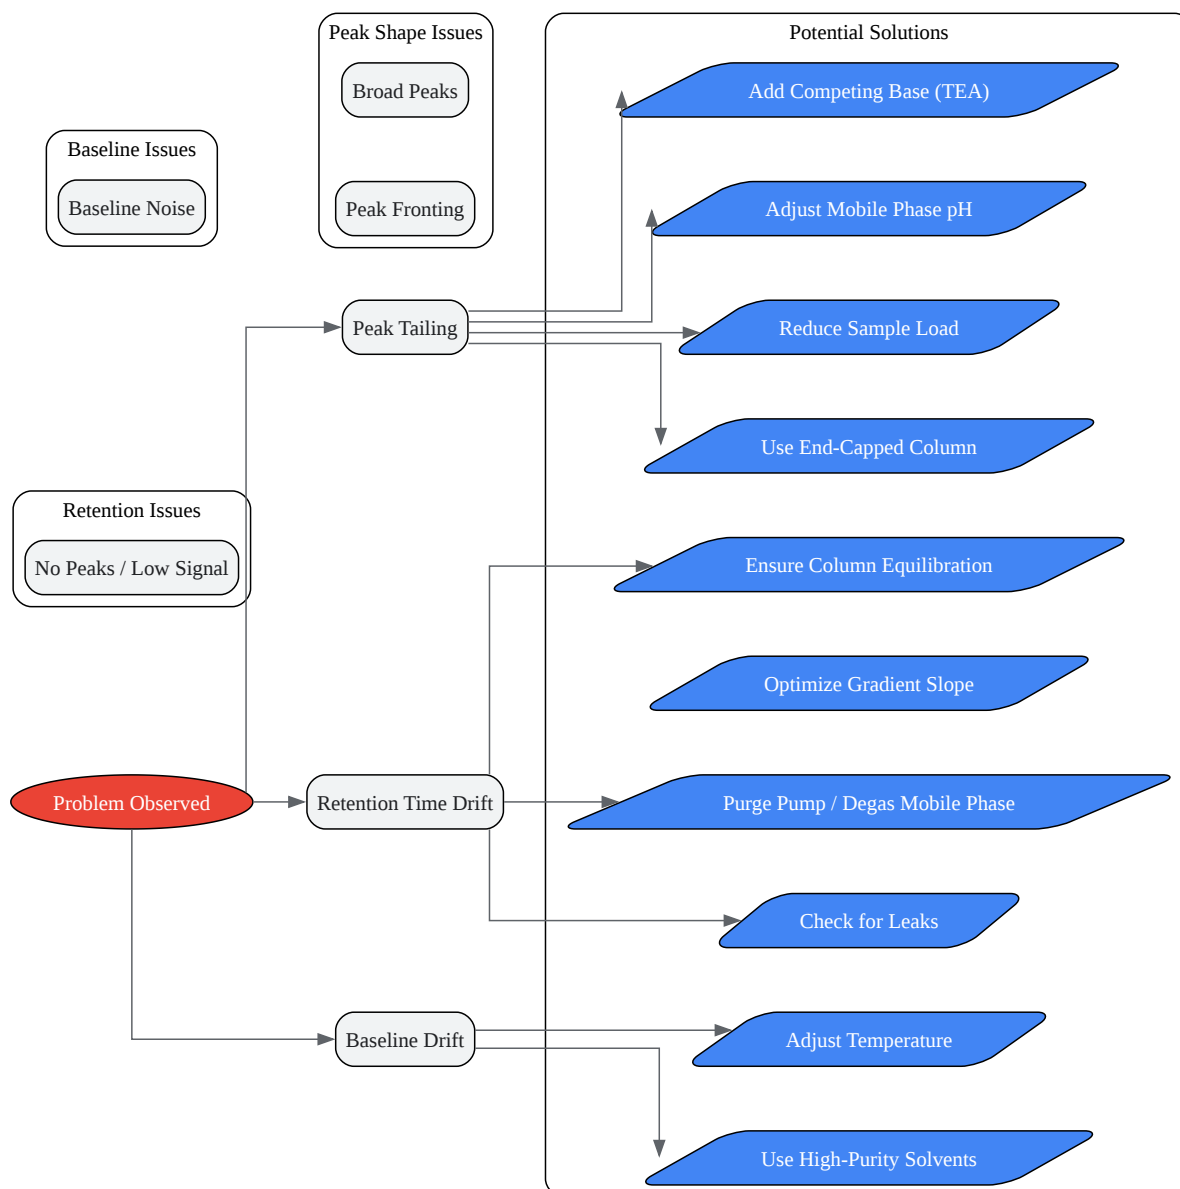 Peak Shape Issues
Broad Peaks
Peak Fronting
Baseline Issues
Baseline Noise
Peak Tailing
Retention Issues
No Peaks / Low Signal
Problem Observed
Retention Time Drift
Baseline Drift
Potential Solutions
Add Competing Base (TEA)
Adjust Mobile Phase pH
Reduce Sample Load
Use End-Capped Column
Ensure Column Equilibration
Optimize Gradient Slope
Purge Pump / Degas Mobile Phase
Check for Leaks
Adjust Temperature
Use High-Purity Solvents